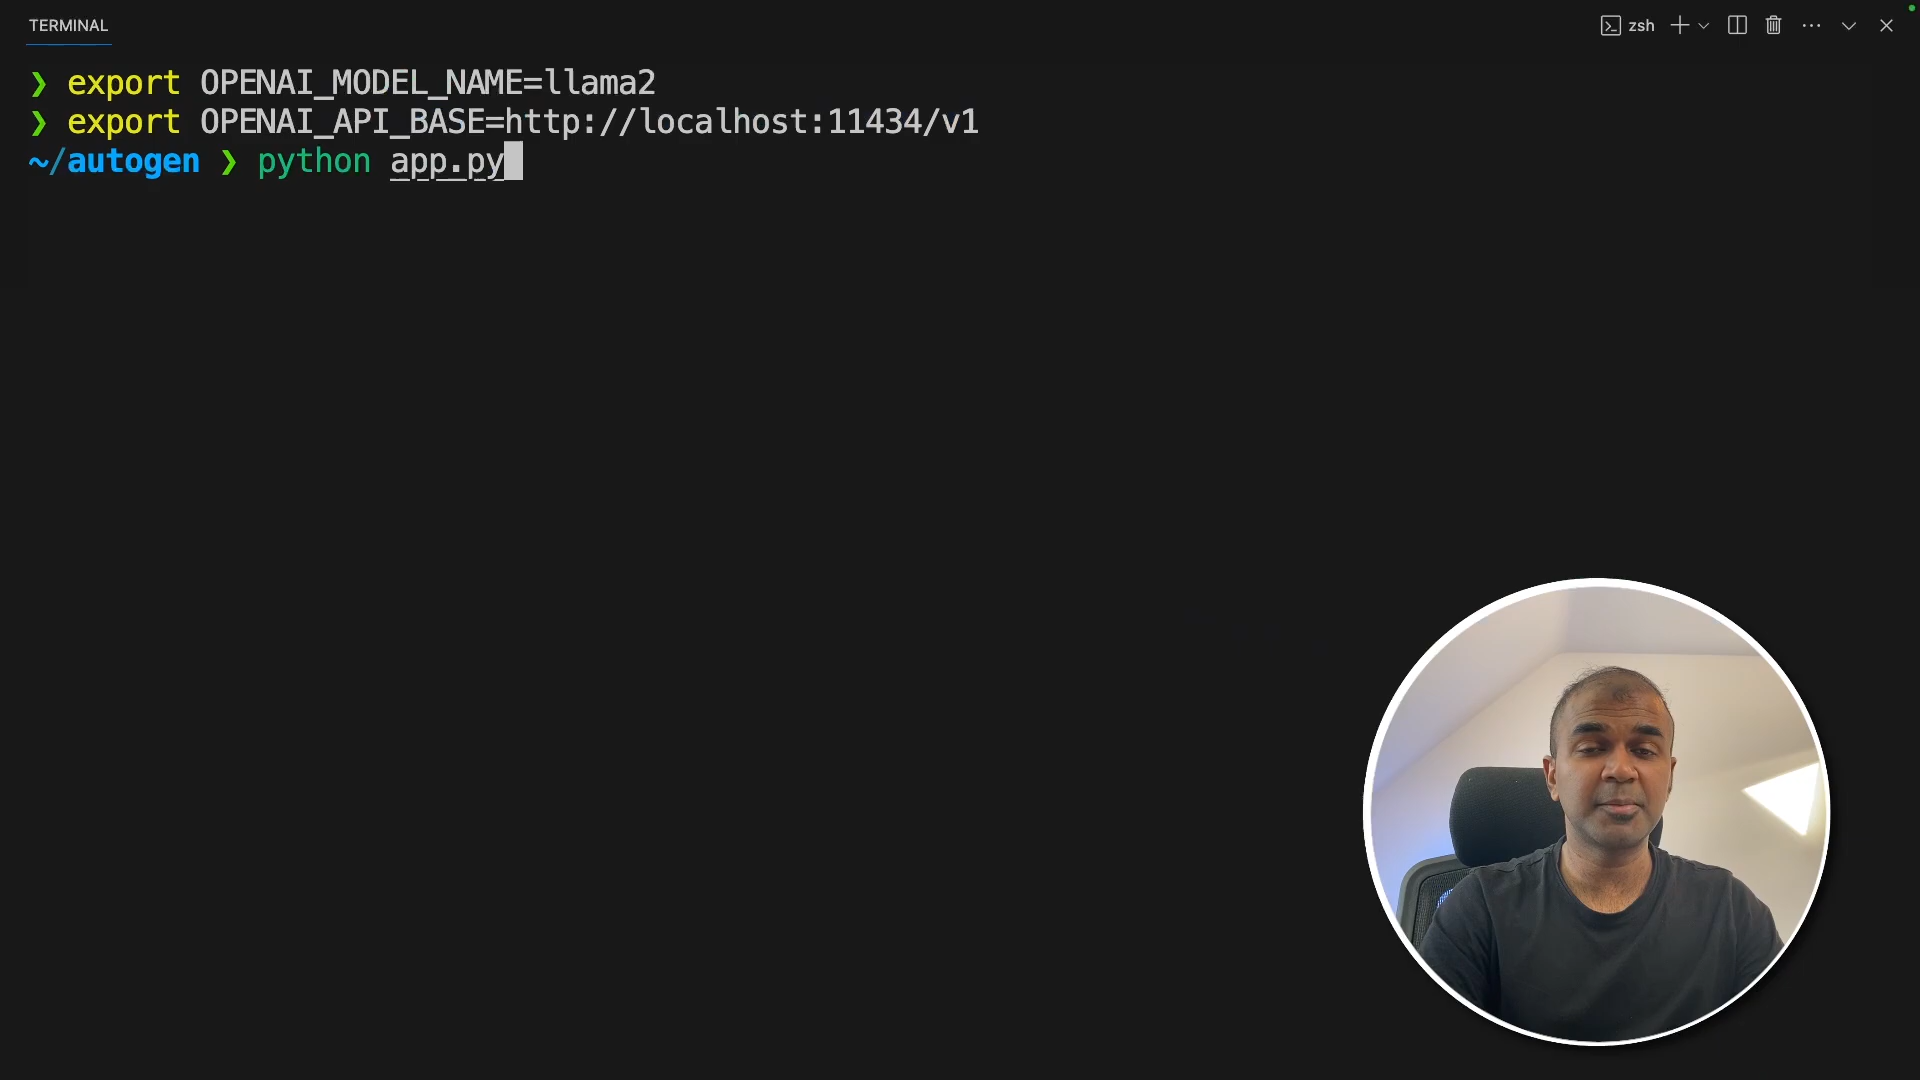 TERMINAL
zsh
❯ export OPENAI_MODEL_NAME=llama2
❯ export OPENAI_API_BASE=http://localhost:11434/v1
~/autogen ❯ python app.py